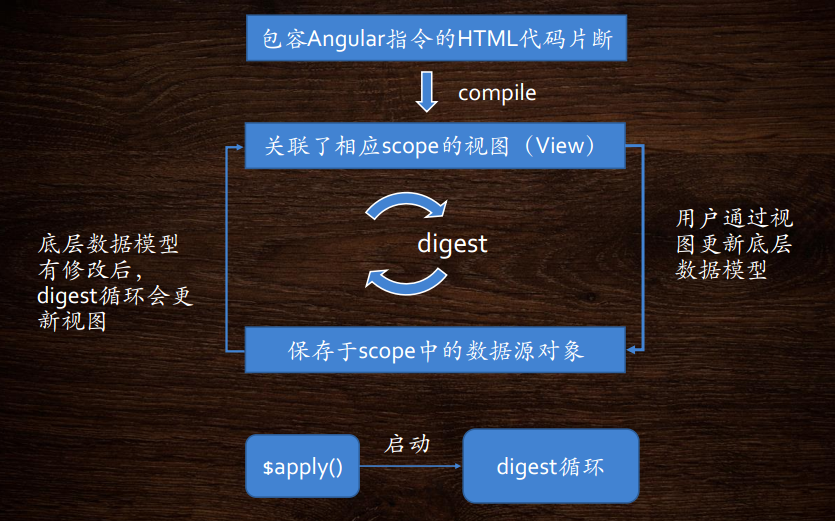 包容Angular指令的HTML代码片断
compile
关联了相应scope的视图（View）
底层数据模型
有修改后，
digest循环会更
新视图
digest
用户通过视
图更新底层
数据模型
保存于scope中的数据源对象
$apply()
启动
digest循环